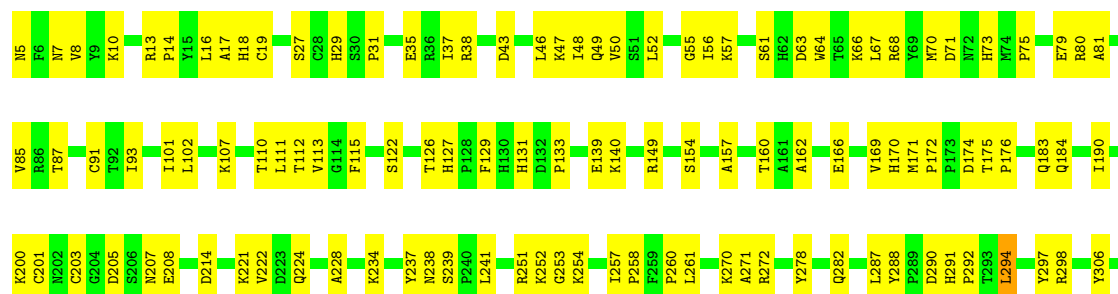 N5 F6 N7 V8 Y9 K10 R13 P14 Y15 L16 A17 H18 C19 S27 C28 H29 S30 P31 E35 R36 I37 R38 D43 L46 K47 I48 Q49 V50 S51 L52 G55 I56 K57 S61 H62 D63 W64 T65 K66 L67 R68 Y69 M70 D71 N72 H73 M74 P75 E79 R80 A81
V85 R86 T87 C91 T92 I93 I101 L102 K107 T110 L111 T112 V113 G114 F115 S122 T126 H127 P128 F129 H130 H131 D132 P133 E139 K140 R149 S154 A157 T160 A161 A162 E166 V169 H170 M171 P172 P173 D174 T175 P176 Q183 Q184 I190
K200 C201 N202 C203 G204 D205 S206 N207 E208 D214 K221 V222 D223 Q224 A228 K234 Y237 N238 S239 P240 L241 R251 K252 G253 K254 I257 P258 F259 P260 L261 K270 A271 R272 Y278 Q282 L287 Y288 P289 D290 H291 P292 T293 L294 Y297 R298 Y306